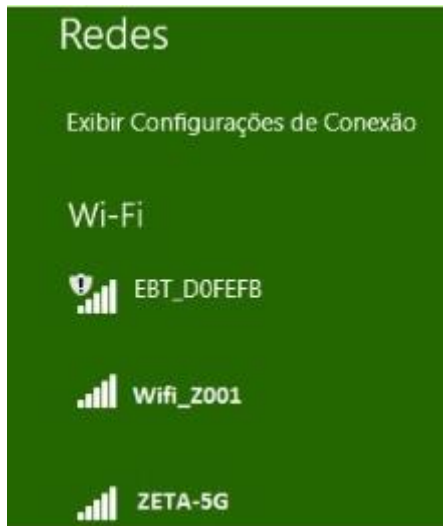 Redes
Exibir Configurações de Conexão
Wi-Fi
EBT_D0FEFB
Wifi_Z001
ZETA-5G